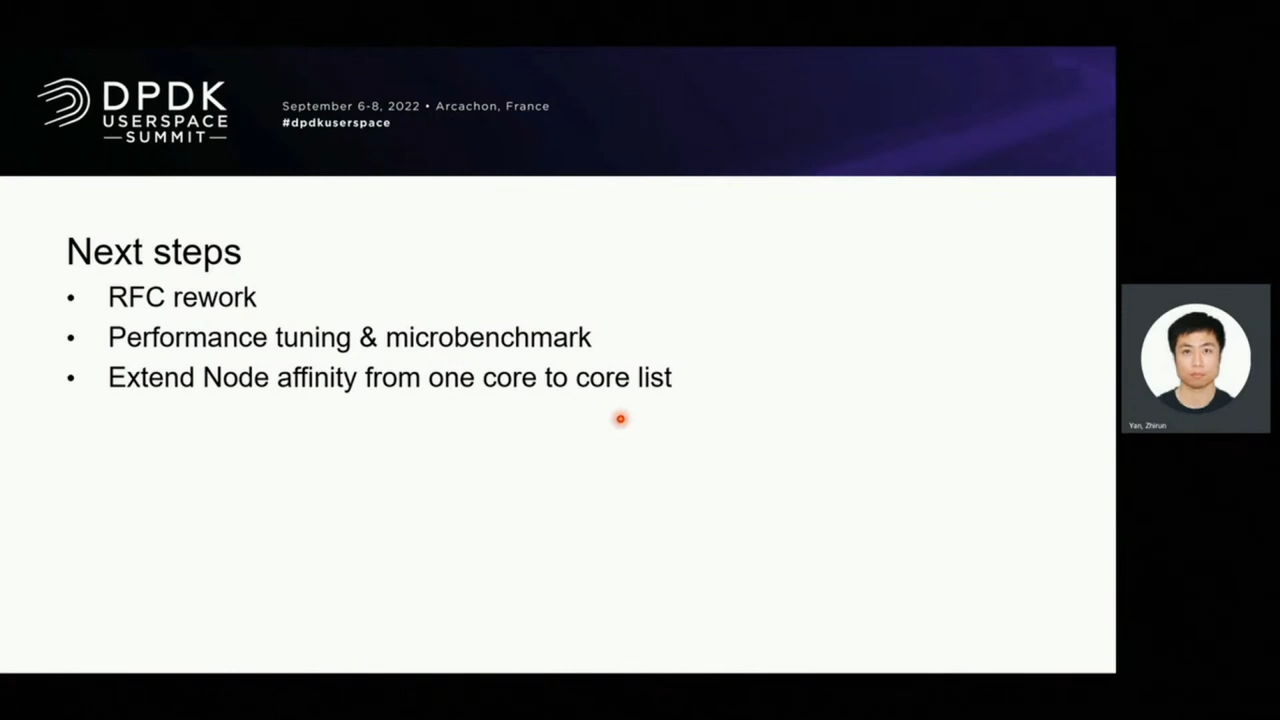 DPDK
USERSPACE
SUMMIT
September 6-8, 2022 • Arcachon, France
#dpdkuserspace
Next steps
• RFC rework
• Performance tuning & microbenchmark
• Extend Node affinity from one core to core list
Yan, Zhirun